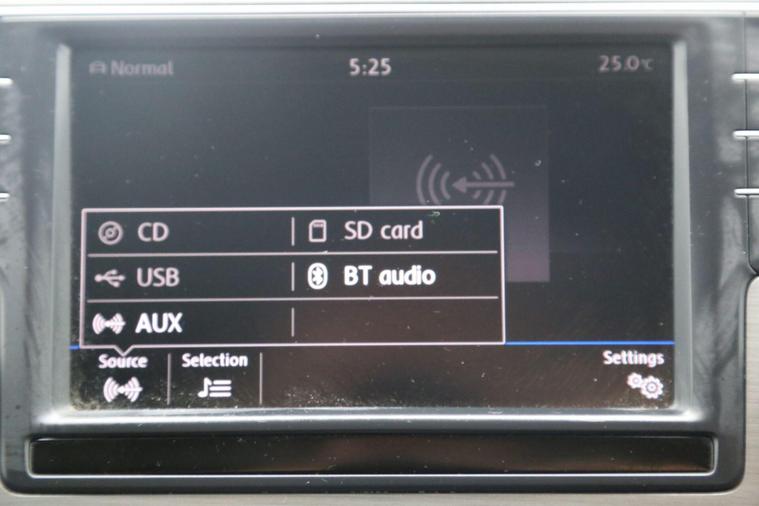 Normal 5:25 25.0°C
CD SD card
USB BT audio
AUX
Source Selection Settings